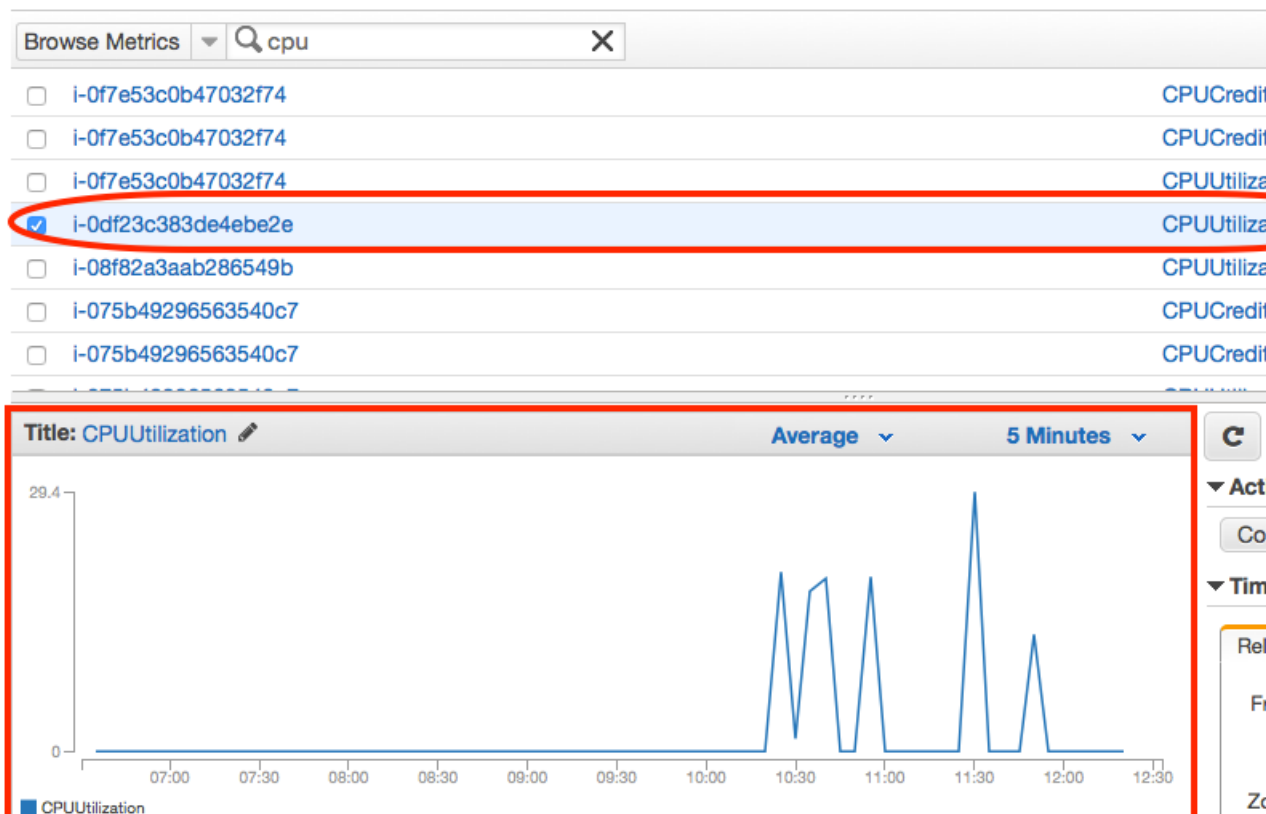 Browse Metrics cpu
i-0f7e53c0b47032f74 CPUCredit
i-0f7e53c0b47032f74 CPUCredit
i-0f7e53c0b47032f74 CPUUtiliza
i-0df23c383de4ebe2e CPUUtiliza
i-08f82a3aab286549b CPUUtiliza
i-075b49296563540c7 CPUCredit
i-075b49296563540c7 CPUCredit
Title: CPUUtilization Average 5 Minutes
29.4
Act
Co
Tim
Rel
Fr
0
07:00 07:30 08:00 08:30 09:00 09:30 10:00 10:30 11:00 11:30 12:00 12:30
CPUUtilization
Zo